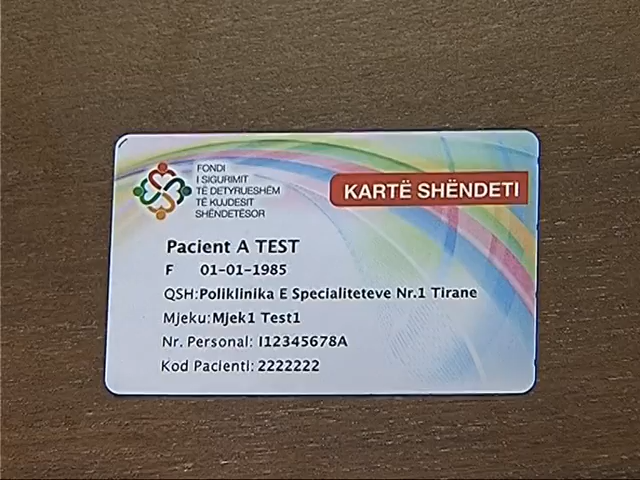 FONDI
I SIGURIMIT
TË DETYRUESHËM
TË KUJDESIT
SHËNDETËSOR
KARTË SHËNDETI
Pacient A TEST
F 01-01-1985
QSH:Poliklinika E Specialiteteve Nr.1 Tirane
Mjeku:Mjek1 Test1
Nr. Personal: I12345678A
Kod Pacienti: 2222222